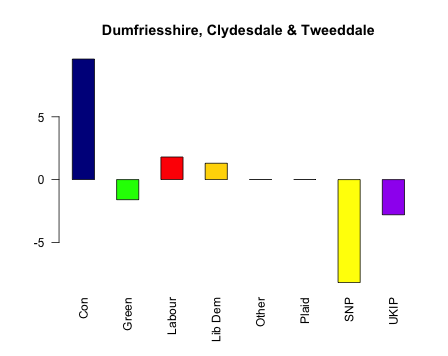 Dumfriesshire, Clydesdale & Tweeddale
5
0
-5
Con
Green
Labour
Lib Dem
Other
Plaid
SNP
UKIP